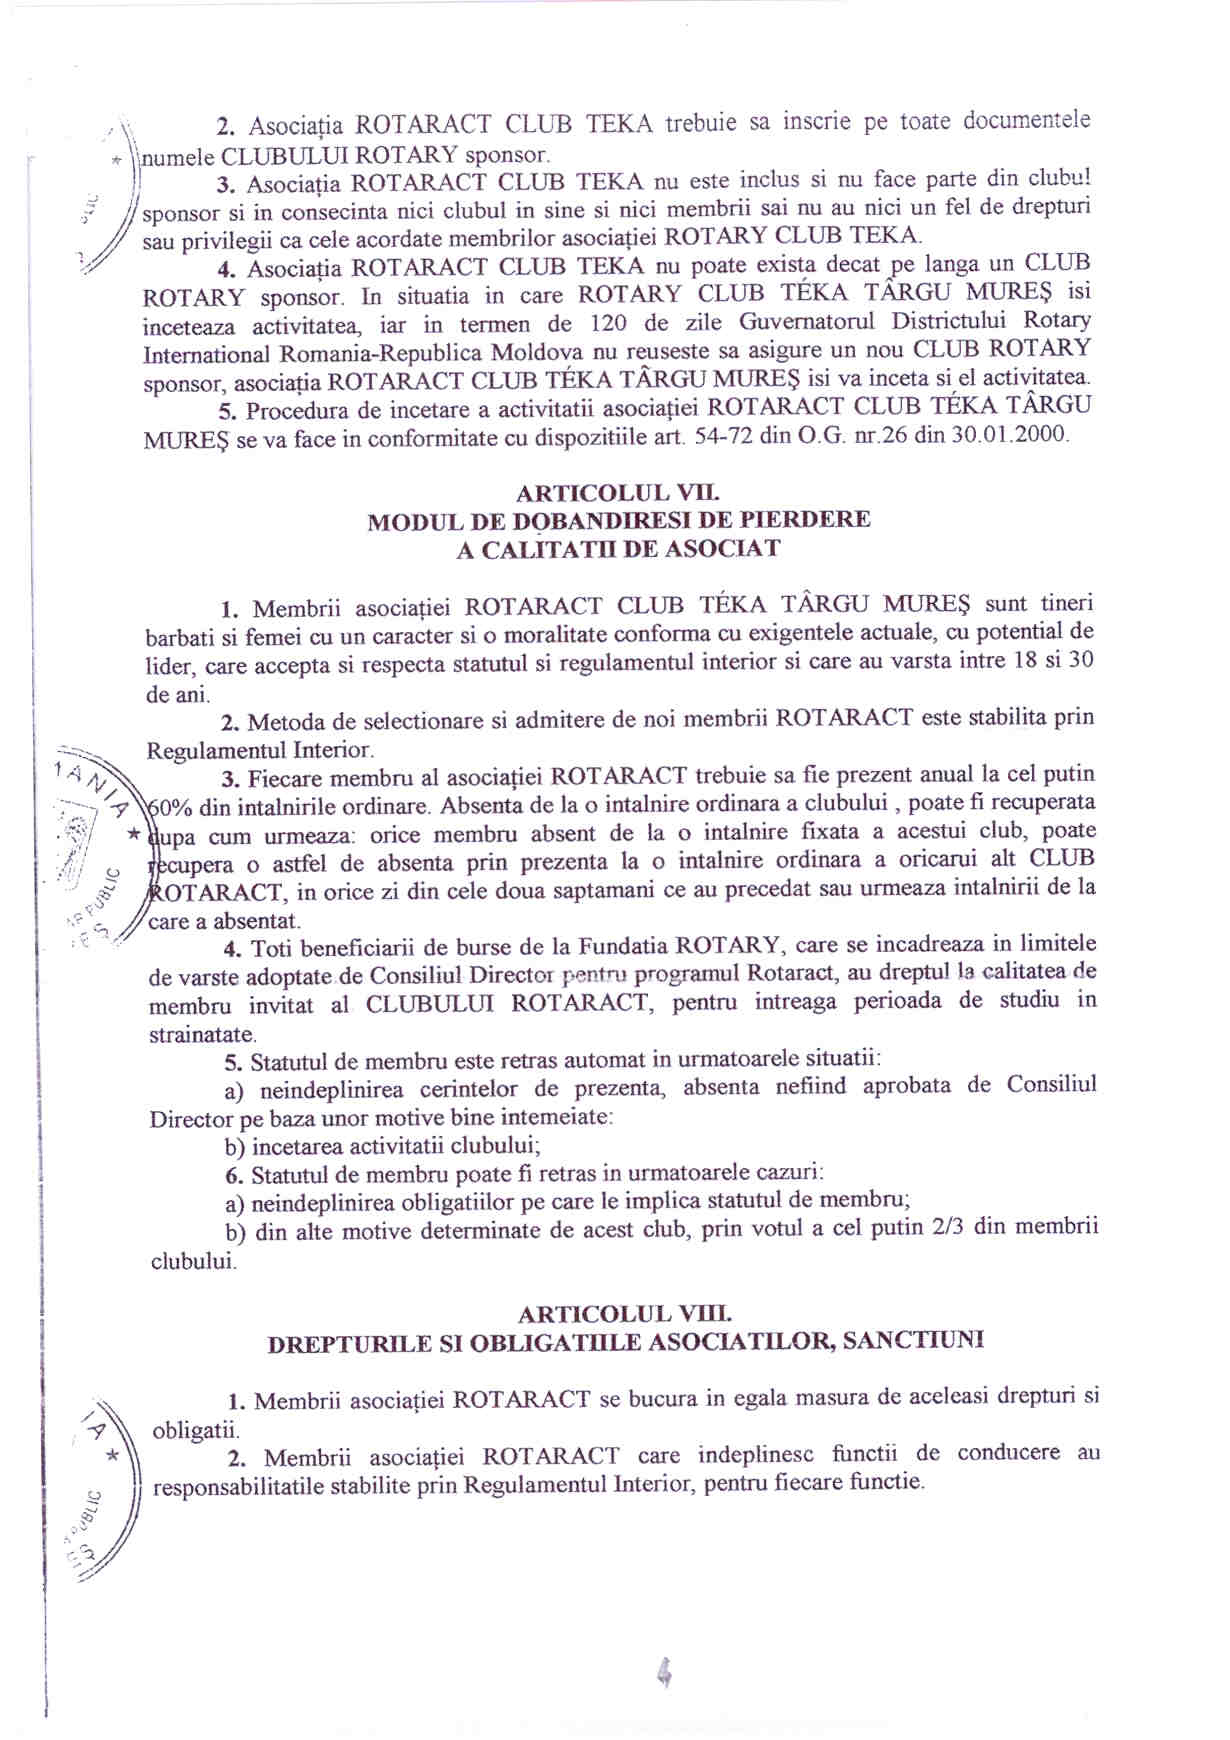 2. Asociația ROTARACT CLUB TEKA trebuie sa inscrie pe toate documentele
numele CLUBULUI ROTARY sponsor.
3. Asociația ROTARACT CLUB TEKA nu este inclus si nu face parte din clubu!
sponsor si in consecinta nici clubul in sine si nici membrii sai nu au nici un fel de drepturi
sau privilegii ca cele acordate membrilor asociației ROTARY CLUB TEKA.
4. Asociația ROTARACT CLUB TEKA nu poate exista decat pe langa un CLUB
ROTARY sponsor. In situatia in care ROTARY CLUB TÉKA TÂRGU MUREŞ isi
inceteaza activitatea, iar in termen de 120 de zile Guvernatorul Districtului Rotary
International Romania-Republica Moldova nu reuseste sa asigure un nou CLUB ROTARY
sponsor, asociația ROTARACT CLUB TÉKA TÂRGU MUREŞ isi va inceta si el activitatea.
5. Procedura de incetare a activitatii asociației ROTARACT CLUB TÉKA TÂRGU
MUREŞ se va face in conformitate cu dispozitiile art. 54-72 din O.G. nr.26 din 30.01.2000.
ARTICOLUL VII.
MODUL DE DOBANDIRESI DE PIERDERE
A CALITATII DE ASOCIAT
1. Membrii asociației ROTARACT CLUB TÉKA TÂRGU MUREŞ sunt tineri
barbati si femei cu un caracter si o moralitate conforma cu exigentele actuale, cu potential de
lider, care accepta si respecta statutul si regulamentul interior si care au varsta intre 18 si 30
de ani.
2. Metoda de selectionare si admitere de noi membrii ROTARACT este stabilita prin
Regulamentul Interior.
3. Fiecare membru al asociației ROTARACT trebuie sa fie prezent anual la cel putin
60% din intalnirile ordinare. Absenta de la o intalnire ordinara a clubului , poate fi recuperata
dupa cum urmeaza: orice membru absent de la o intalnire fixata a acestui club, poate
recupera o astfel de absenta prin prezenta la o intalnire ordinara a oricarui alt CLUB
ROTARACT, in orice zi din cele doua saptamani ce au precedat sau urmeaza intalnirii de la
care a absentat.
4. Toti beneficiarii de burse de la Fundatia ROTARY, care se incadreaza in limitele
de varste adoptate de Consiliul Director pentru programul Rotaract, au dreptul la calitatea de
membru invitat al CLUBULUI ROTARACT, pentru intreaga perioada de studiu in
strainatate.
5. Statutul de membru este retras automat in urmatoarele situatii:
a) neindeplinirea cerintelor de prezenta, absenta nefiind aprobata de Consiliul
Director pe baza unor motive bine intemeiate:
b) incetarea activitatii clubului;
6. Statutul de membru poate fi retras in urmatoarele cazuri:
a) neindeplinirea obligatiilor pe care le implica statutul de membru;
b) din alte motive determinate de acest club, prin votul a cel putin 2/3 din membrii
clubului.
ARTICOLUL VIII.
DREPTURILE SI OBLIGATIILE ASOCIATILOR, SANCTIUNI
1. Membrii asociației ROTARACT se bucura in egala masura de aceleasi drepturi si
obligatii.
2. Membrii asociației ROTARACT care indeplinesc functii de conducere au
responsabilitatile stabilite prin Regulamentul Interior, pentru fiecare functie.
4